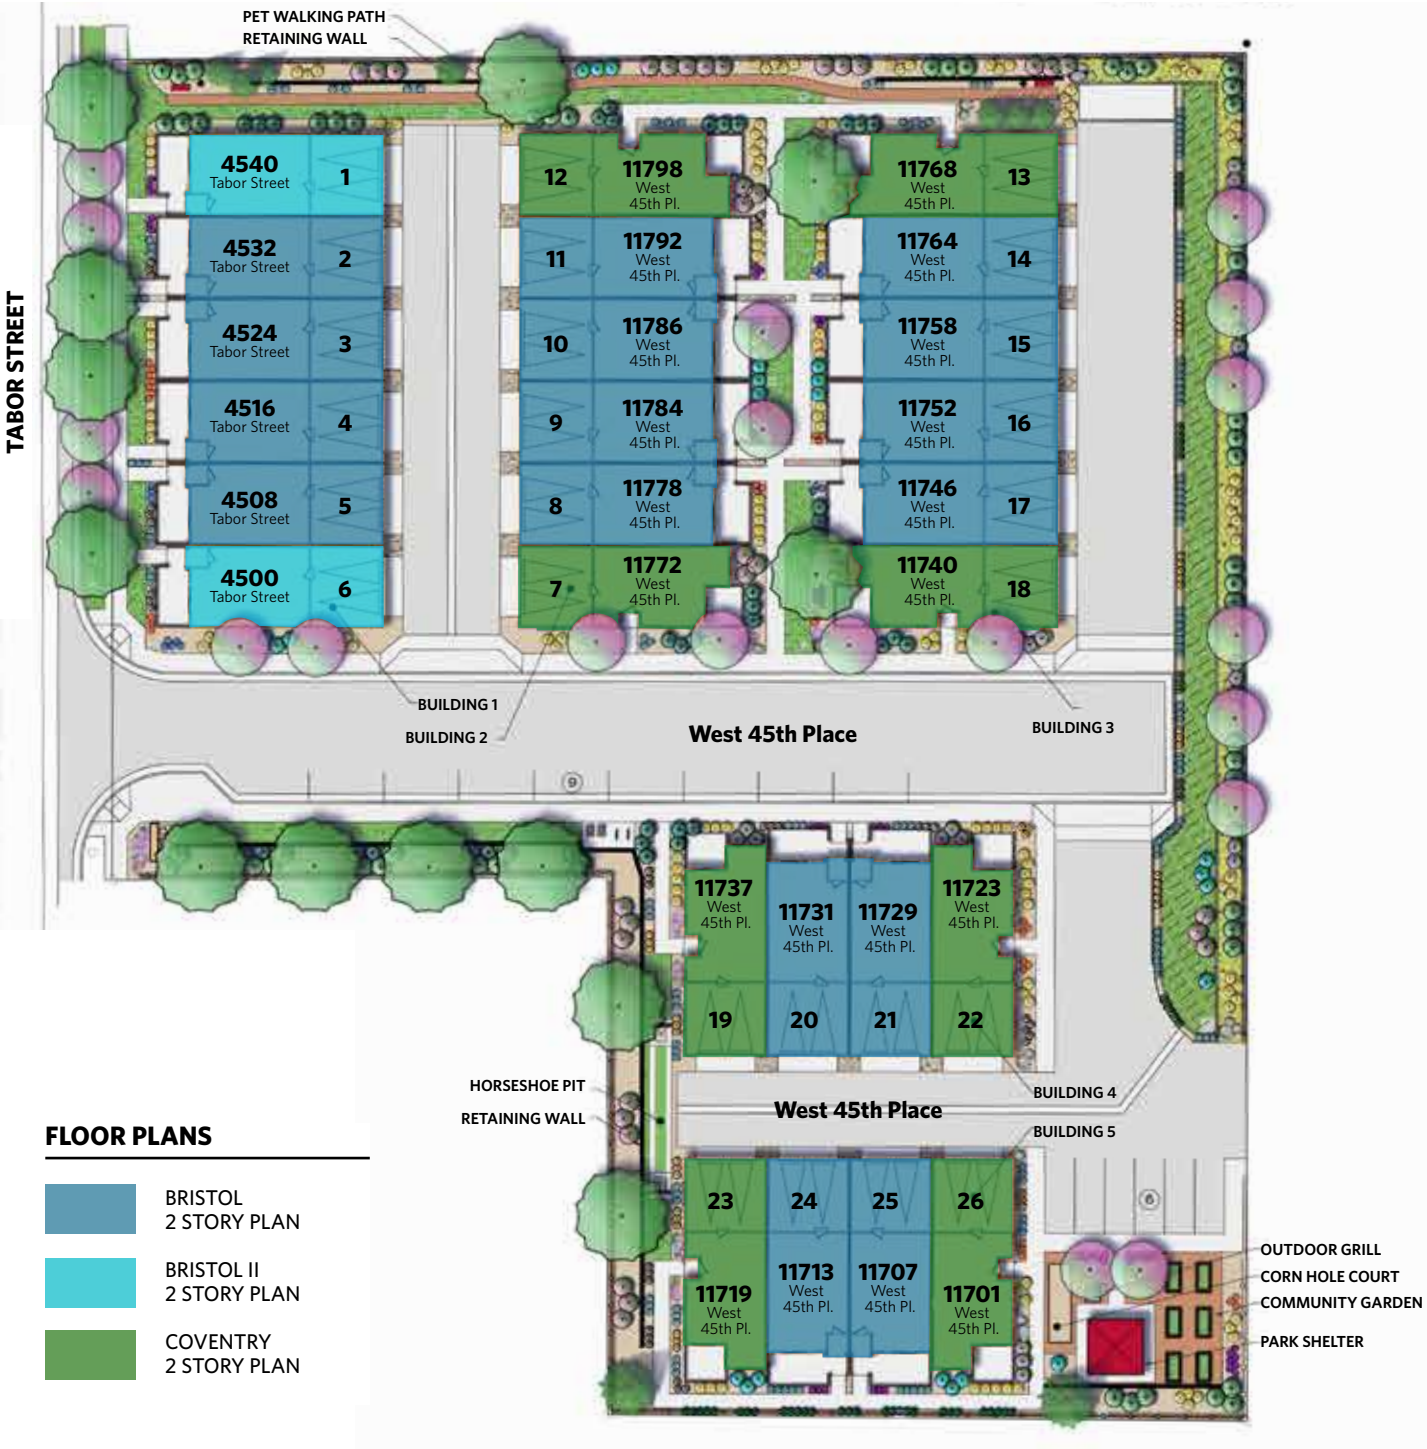 PET WALKING PATH
RETAINING WALL
TABOR STREET
4540
Tabor Street
1
4532
Tabor Street
2
4524
Tabor Street
3
4516
Tabor Street
4
4508
Tabor Street
5
4500
Tabor Street
6
12
11798
West
45th Pl.
11
11792
West
45th Pl.
10
11786
West
45th Pl.
9
11784
West
45th Pl.
8
11778
West
45th Pl.
7
11772
West
45th Pl.
11768
West
45th Pl.
13
11764
West
45th Pl.
14
11758
West
45th Pl.
15
11752
West
45th Pl.
16
11746
West
45th Pl.
17
11740
West
45th Pl.
18
BUILDING 1
BUILDING 2
West 45th Place
BUILDING 3
9
11737
West
45th Pl.
11731
West
45th Pl.
11729
West
45th Pl.
11723
West
45th Pl.
19
20
21
22
HORSESHOE PIT
RETAINING WALL
West 45th Place
BUILDING 4
BUILDING 5
23
24
25
26
11719
West
45th Pl.
11713
West
45th Pl.
11707
West
45th Pl.
11701
West
45th Pl.
6
OUTDOOR GRILL
CORN HOLE COURT
COMMUNITY GARDEN
PARK SHELTER
FLOOR PLANS
BRISTOL
2 STORY PLAN
BRISTOL II
2 STORY PLAN
COVENTRY
2 STORY PLAN